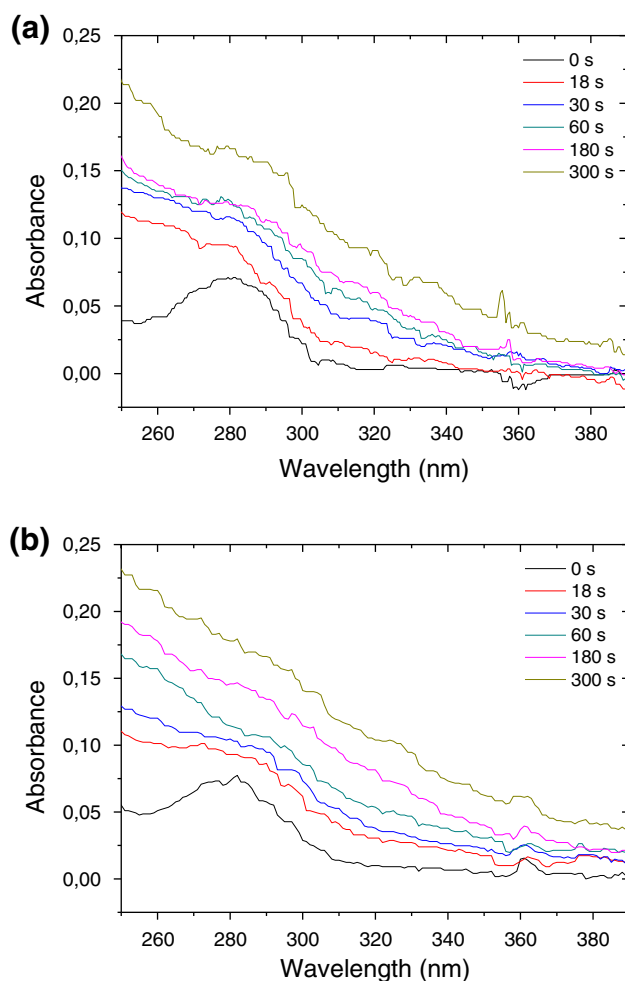 (a)
0,25
0,20
0,15
0,10
0,05
0,00
Absorbance
0 s
18 s
30 s
60 s
180 s
300 s
260 280 300 320 340 360 380
Wavelength (nm)
(b)
0,25
0,20
0,15
0,10
0,05
0,00
Absorbance
0 s
18 s
30 s
60 s
180 s
300 s
260 280 300 320 340 360 380
Wavelength (nm)